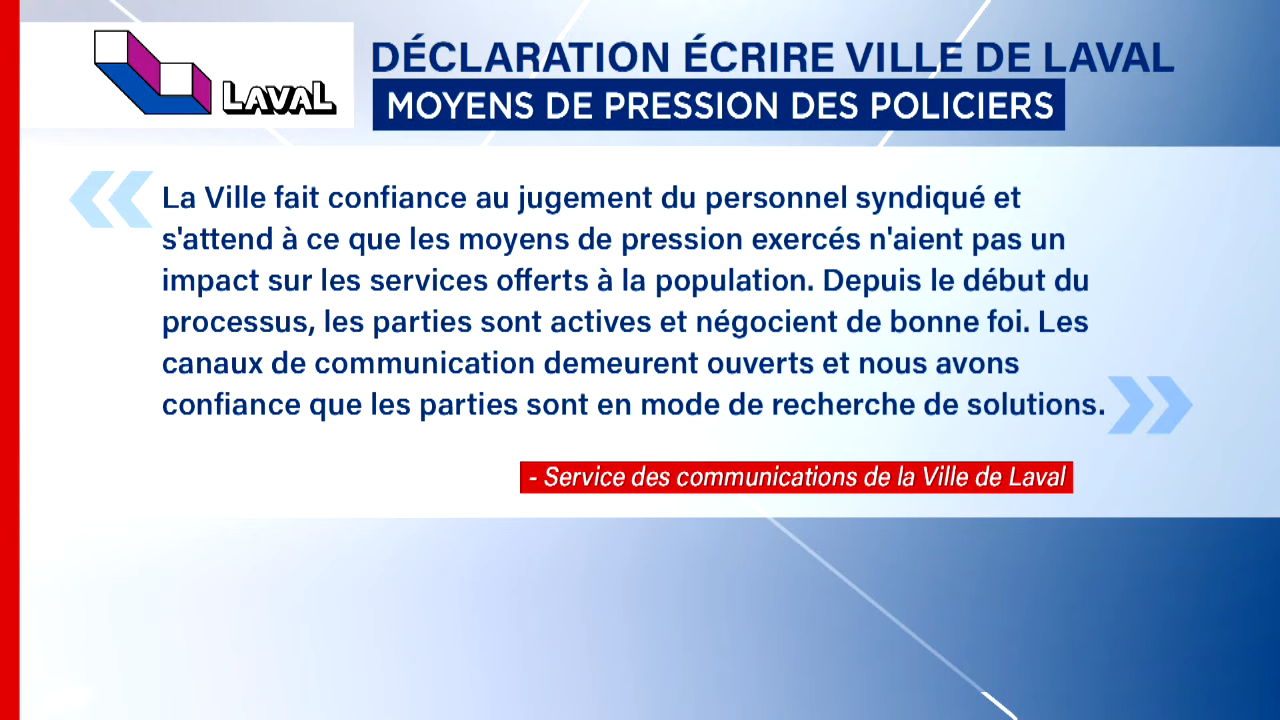 LAVAL
DÉCLARATION ÉCRIRE VILLE DE LAVAL
MOYENS DE PRESSION DES POLICIERS
« La Ville fait confiance au jugement du personnel syndiqué et
s'attend à ce que les moyens de pression exercés n'aient pas un
impact sur les services offerts à la population. Depuis le début du
processus, les parties sont actives et négocient de bonne foi. Les
canaux de communication demeurent ouverts et nous avons
confiance que les parties sont en mode de recherche de solutions. »
- Service des communications de la Ville de Laval